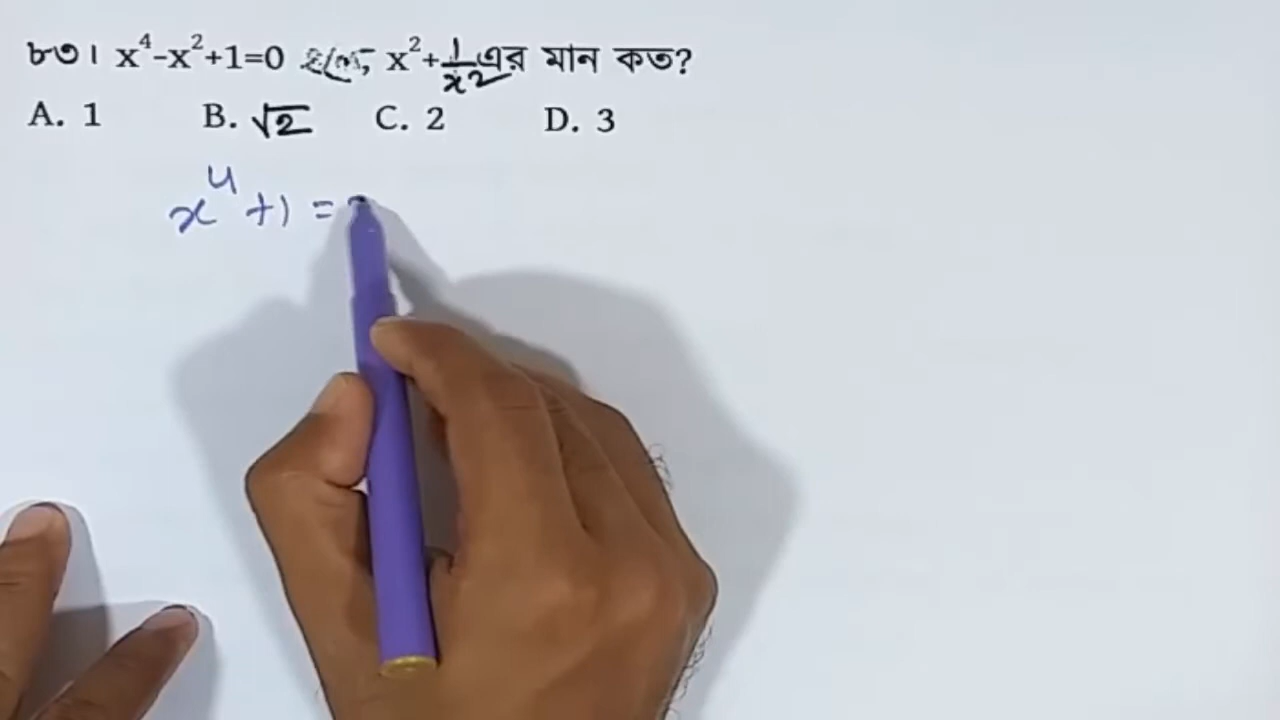 ৮৩। x⁴-x²+1=0 হলে, x²+1/x2 এর মান কত?
A. 1 B. √2 C. 2 D. 3
x⁴ +1 =